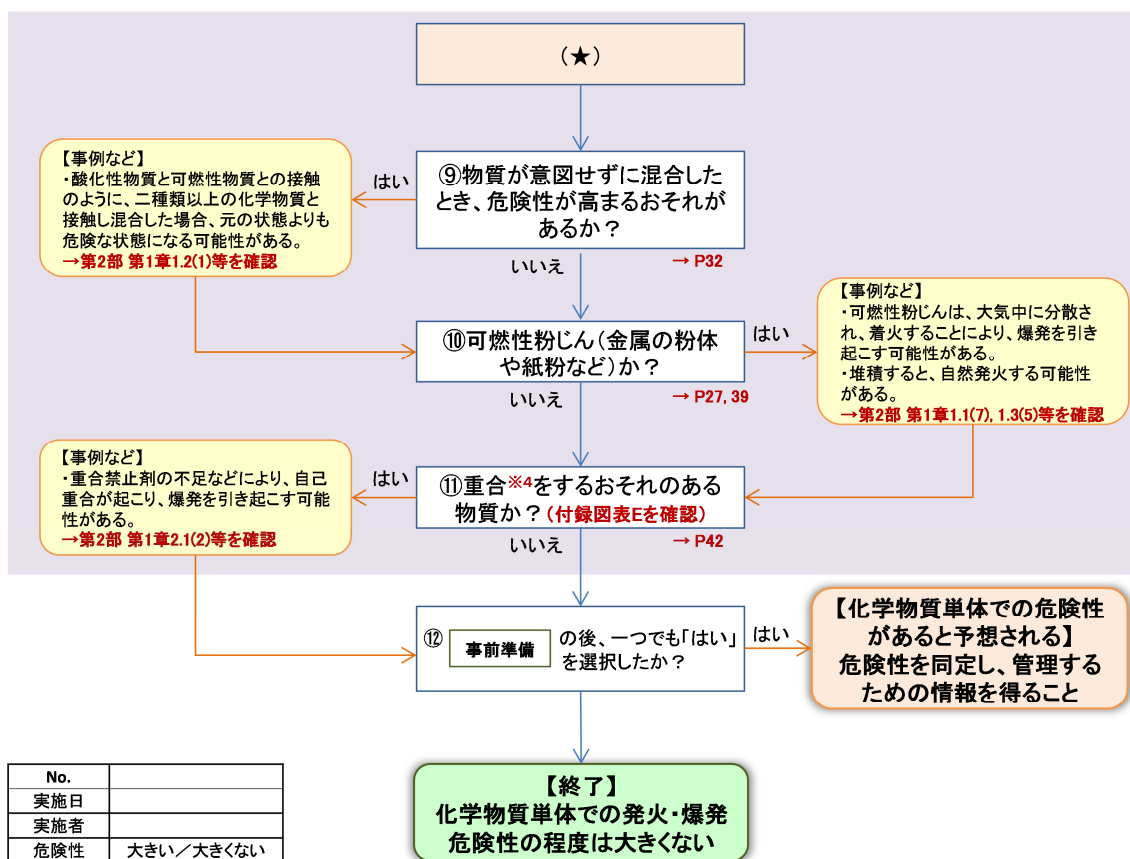 (★)
【事例など】
・酸化性物質と可燃性物質との接触
のように、二種類以上の化学物質と
接触し混合した場合、元の状態よりも
危険な状態になる可能性がある。
→第2部 第1章1.2(1)等を確認
はい
⑨物質が意図せずに混合した
とき、危険性が高まるおそれが
あるか?
いいえ
→ P32
⑩可燃性粉じん(金属の粉体
や紙粉など)か?
はい
いいえ
→ P27, 39
【事例など】
・可燃性粉じんは、大気中に分散さ
れ、着火することにより、爆発を引き
起こす可能性がある。
・堆積すると、自然発火する可能性
がある。
→第2部 第1章1.1(7), 1.3(5)等を確認
【事例など】
・重合禁止剤の不足などにより、自己
重合が起こり、爆発を引き起こす可能
性がある。
→第2部 第1章2.1(2)等を確認
はい
⑪重合※4をするおそれのある
物質か?(付録図表Eを確認)
いいえ
→ P42
⑫ 事前準備 の後、一つでも「はい」
を選択したか?
はい
【化学物質単体での危険性
があると予想される】
危険性を同定し、管理する
ための情報を得ること
【終了】
化学物質単体での発火・爆発
危険性の程度は大きくない
No.
実施日
実施者
危険性 大きい/大きくない